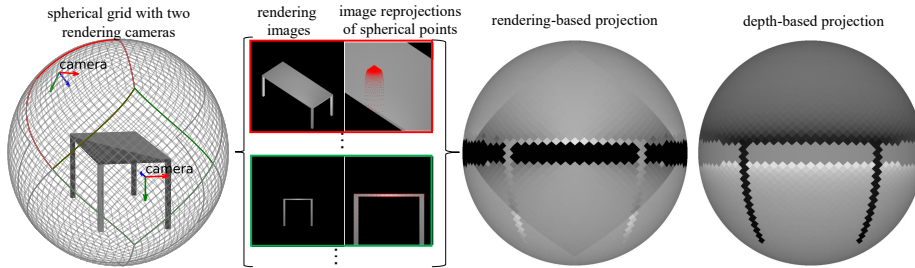 spherical grid with two
rendering cameras
rendering
images
image reprojections
of spherical points
rendering-based projection
depth-based projection
camera
camera